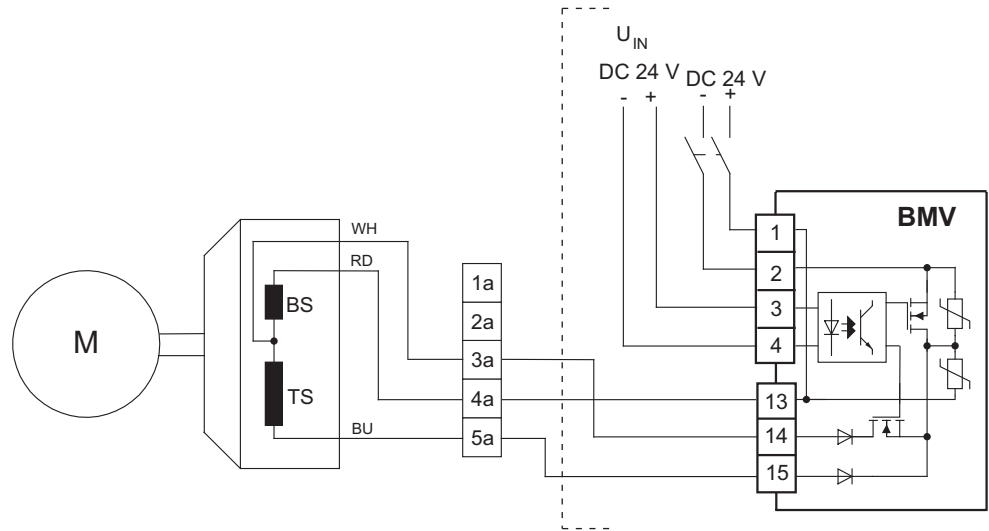 U IN
DC 24 V DC 24 V
- + - +
BMV
1
2
3
4
13
14
15
WH
RD
BU
BS
TS
M
1a
2a
3a
4a
5a